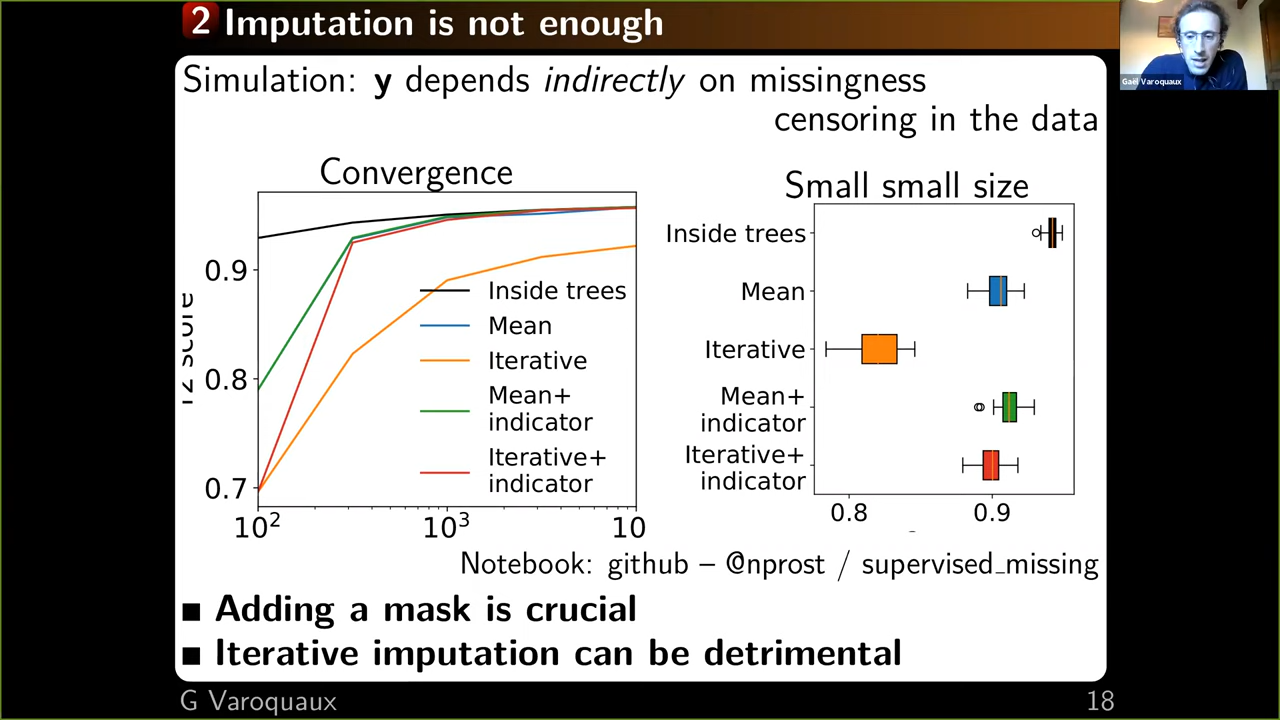 2 Imputation is not enough
Gaël Varoquaux
Simulation: y depends indirectly on missingness
censoring in the data
Convergence
0.9
0.8
0.7
10²
10³
10
Inside trees
Mean
Iterative
Mean+
indicator
Iterative+
indicator
Small small size
Inside trees
Mean
Iterative
Mean+
indicator
Iterative+
indicator
0.8 0.9
Notebook: github – @nprost / supervised_missing
■ Adding a mask is crucial
■ Iterative imputation can be detrimental
G Varoquaux
18